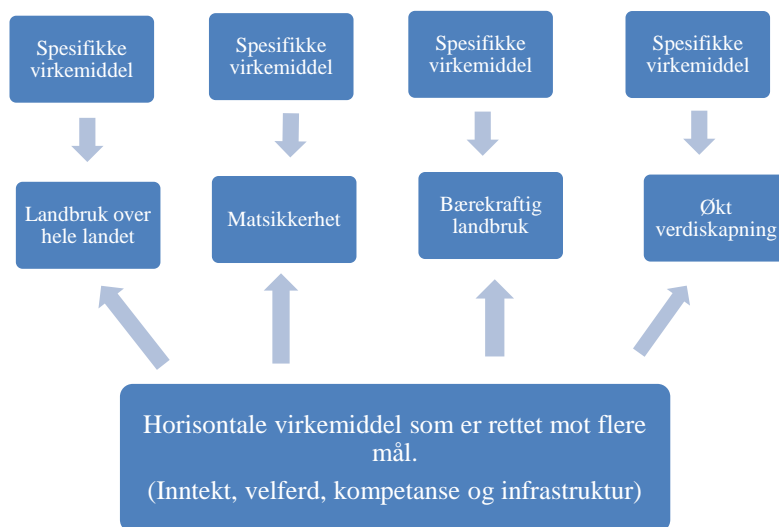 Spesifikke
virkemiddel
Spesifikke
virkemiddel
Spesifikke
virkemiddel
Spesifikke
virkemiddel
Landbruk over
hele landet
Matsikkerhet
Bærekraftig
landbruk
Økt
verdiskapning
Horisontale virkemiddel som er rettet mot flere
mål.
(Inntekt, velferd, kompetanse og infrastruktur)